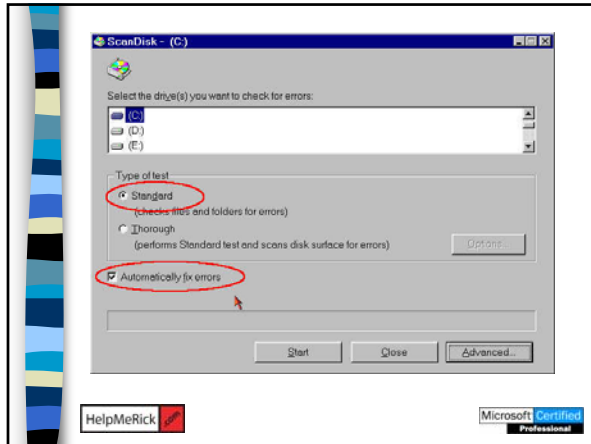 ScanDisk - (C:)
Select the drive(s) you want to check for errors:
(C:)
(D:)
(E:)
Type of test
Standard
(checks files and folders for errors)
Thorough
(performs Standard test and scans disk surface for errors)
Options...
Automatically fix errors
Start
Close
Advanced...
HelpMeRick .com
Microsoft Certified
Professional